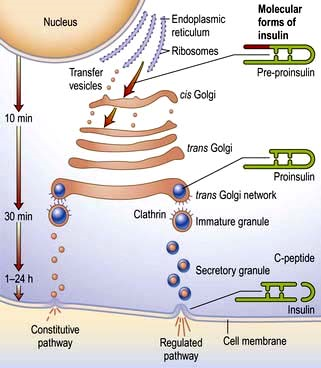 Nucleus
Endoplasmic
reticulum
Ribosomes
Molecular
forms of
insulin
Pre-proinsulin
Transfer
vesicles
cis Golgi
10 min
trans Golgi
Proinsulin
trans Golgi network
30 min
Clathrin
Immature granule
C-peptide
Secretory granule
1–24 h
Insulin
Constitutive
pathway
Regulated
pathway
Cell membrane